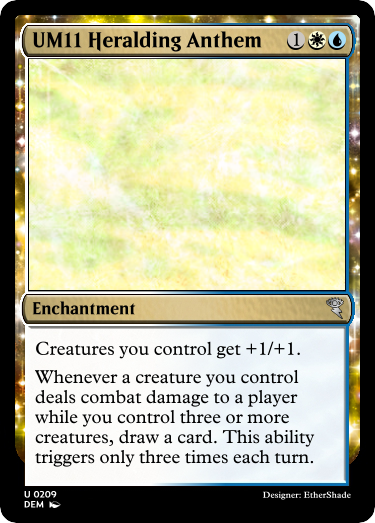 UM11 Heralding Anthem 1
Enchantment
Creatures you control get +1/+1.
Whenever a creature you control
deals combat damage to a player
while you control three or more
creatures, draw a card. This ability
triggers only three times each turn.
U 0209
DEM
Designer: EtherShade